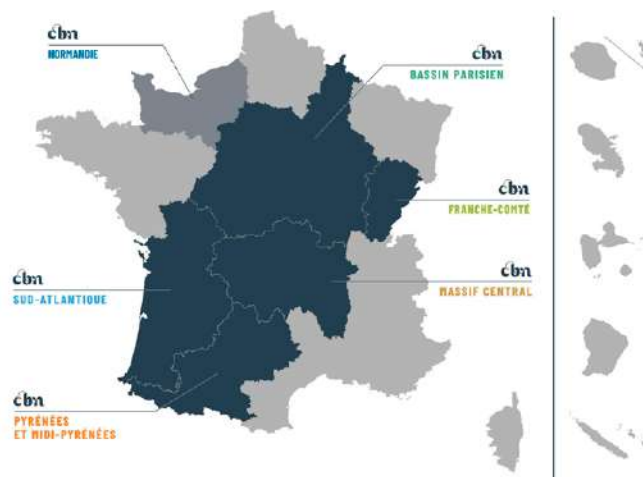 cbn
NORMANDIE
cbn
BASSIN PARISIEN
cbn
FRANCHE-COMTÉ
cbn
SUD-ATLANTIQUE
cbn
MASSIF CENTRAL
cbn
PYRÉNÉES
ET MIDI-PYRÉNÉES